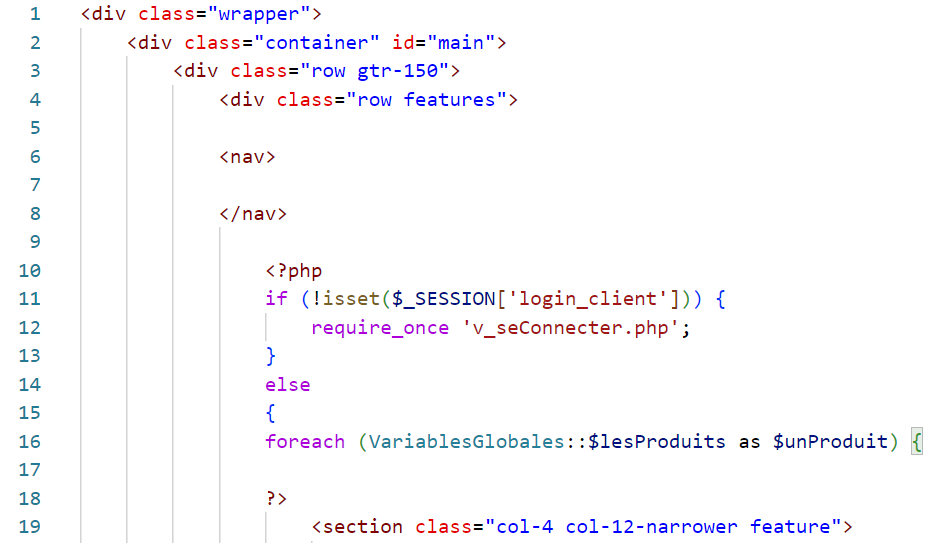 1 <div class="wrapper">
2 <div class="container" id="main">
3 <div class="row gtr-150">
4 <div class="row features">
5
6 <nav>
7
8 </nav>
9
10 <?php
11 if (!isset($_SESSION['login_client'])) {
12 require_once 'v_seConnecter.php';
13 }
14 else
15 {
16 foreach (VariablesGlobales::$lesProduits as $unProduit) {
17
18 ?>
19 <section class="col-4 col-12-narrower feature">